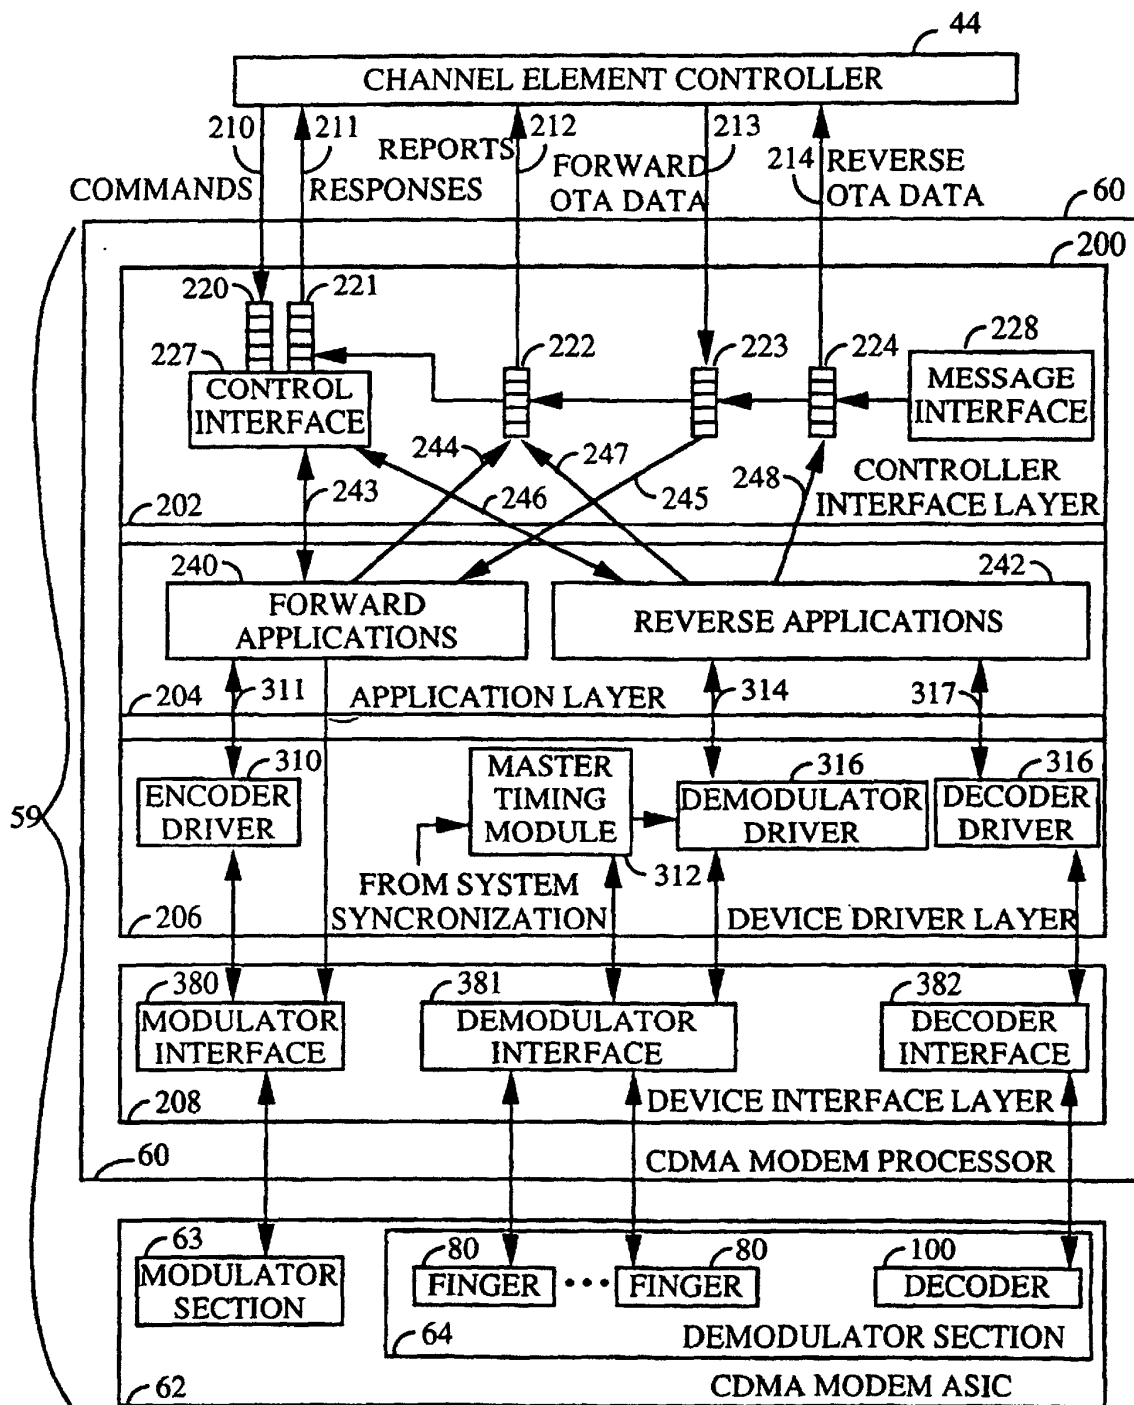 44
CHANNEL ELEMENT CONTROLLER
210
211
212
213
REPORTS
FORWARD
214
REVERSE
COMMANDS
RESPONSES
OTA DATA
OTA DATA
60
200
220
221
227
222
223
224
228
CONTROL
INTERFACE
MESSAGE
INTERFACE
244
247
243
246
245
248
CONTROLLER
INTERFACE LAYER
202
240
242
FORWARD
APPLICATIONS
REVERSE APPLICATIONS
311
314
317
204
APPLICATION LAYER
310
MASTER
TIMING
MODULE
316
316
ENCODER
DRIVER
DEMODULATOR
DRIVER
DECODER
DRIVER
59
312
FROM SYSTEM
SYNCRONIZATION
206
DEVICE DRIVER LAYER
380
381
382
MODULATOR
INTERFACE
DEMODULATOR
INTERFACE
DECODER
INTERFACE
208
DEVICE INTERFACE LAYER
60
CDMA MODEM PROCESSOR
63
80
80
100
MODULATOR
SECTION
FINGER
•••
FINGER
DECODER
64
DEMODULATOR SECTION
62
CDMA MODEM ASIC